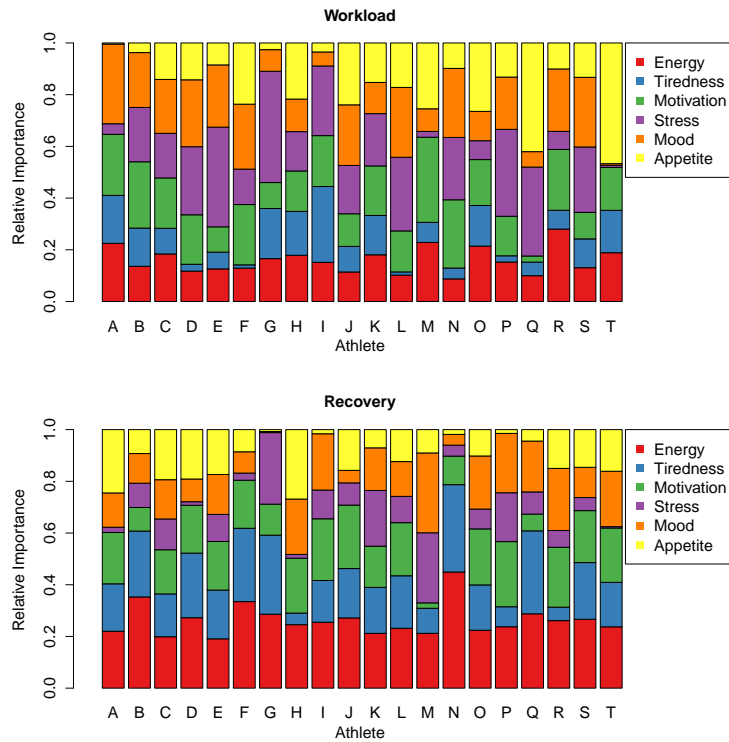 Workload
Relative Importance
1.0
0.8
0.6
0.4
0.2
0.0
Energy
Tiredness
Motivation
Stress
Mood
Appetite
A B C D E F G H I J K L M N O P Q R S T
Athlete
Recovery
Relative Importance
1.0
0.8
0.6
0.4
0.2
0.0
Energy
Tiredness
Motivation
Stress
Mood
Appetite
A B C D E F G H I J K L M N O P Q R S T
Athlete